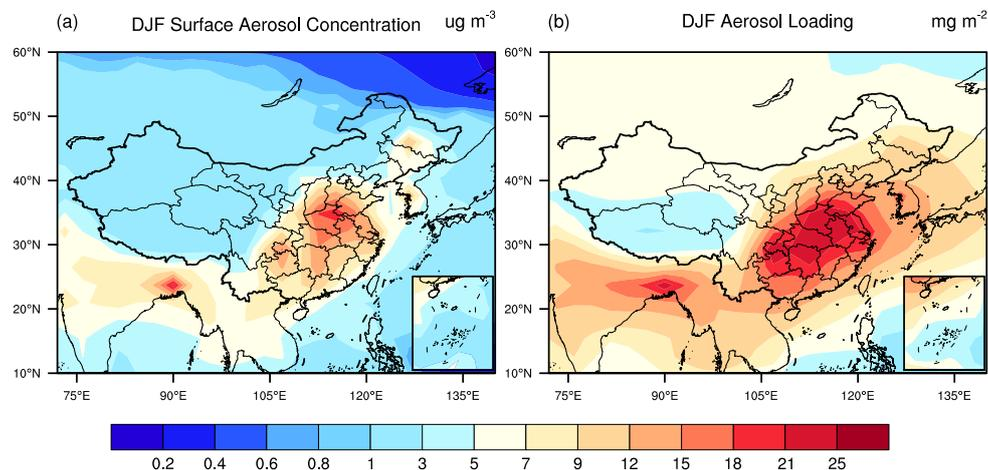 (a) DJF Surface Aerosol Concentration ug m-3
(b) DJF Aerosol Loading mg m-2
60°N
50°N
40°N
30°N
20°N
10°N
75°E 90°E 105°E 120°E 135°E
60°N
50°N
40°N
30°N
20°N
10°N
75°E 90°E 105°E 120°E 135°E
0.2 0.4 0.6 0.8 1 3 5 7 9 12 15 18 21 25